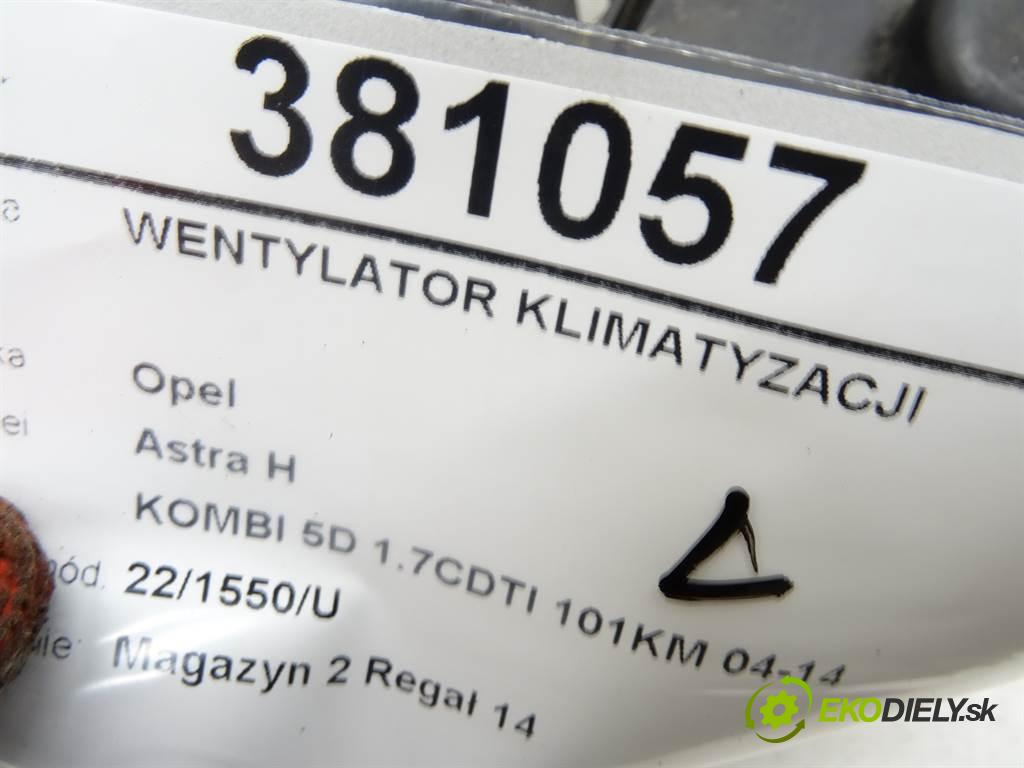 381057
WENTYLATOR KLIMATYZACJI
Opel
Astra H
KOMBI 5D 1.7CDTI 101KM 04-14
22/1550/U
Magazyn 2 Regał 14
EKODIELY.sk